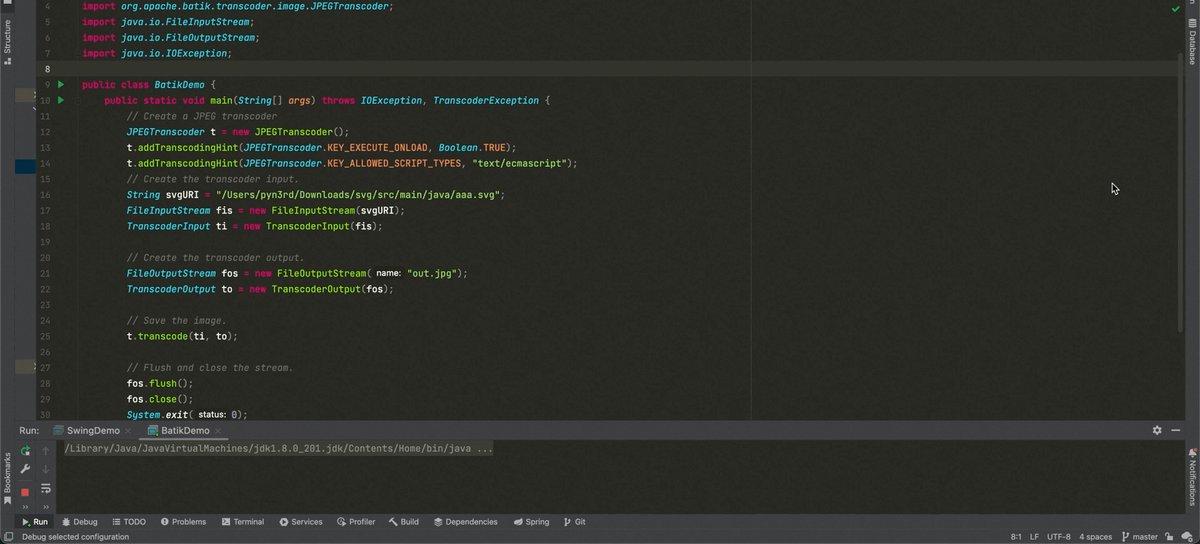 Structure
Database
4 import org.apache.batik.transcoder.image.JPEGTranscoder;
5 import java.io.FileInputStream;
6 import java.io.FileOutputStream;
7 import java.io.IOException;
8
9 public class BatikDemo {
10 public static void main(String[] args) throws IOException, TranscoderException {
11 // Create a JPEG transcoder
12 JPEGTranscoder t = new JPEGTranscoder();
13 t.addTranscodingHint(JPEGTranscoder.KEY_EXECUTE_ONLOAD, Boolean.TRUE);
14 t.addTranscodingHint(JPEGTranscoder.KEY_ALLOWED_SCRIPT_TYPES, "text/ecmascript");
15 // Create the transcoder input.
16 String svgURI = "/Users/pyn3rd/Downloads/svg/src/main/java/aaa.svg";
17 FileInputStream fis = new FileInputStream(svgURI);
18 TranscoderInput ti = new TranscoderInput(fis);
19
20 // Create the transcoder output.
21 FileOutputStream fos = new FileOutputStream( name: "out.jpg");
22 TranscoderOutput to = new TranscoderOutput(fos);
23
24 // Save the image.
25 t.transcode(ti, to);
26
27 // Flush and close the stream.
28 fos.flush();
29 fos.close();
30 System.exit( status: 0);
Run: SwingDemo × BatikDemo ×
/Library/Java/JavaVirtualMachines/jdk1.8.0_201.jdk/Contents/Home/bin/java ...
Bookmarks
Notifications
Run Debug TODO Problems Terminal Services Profiler Build Dependencies Spring Git
Debug selected configuration 8:1 LF UTF-8 4 spaces master